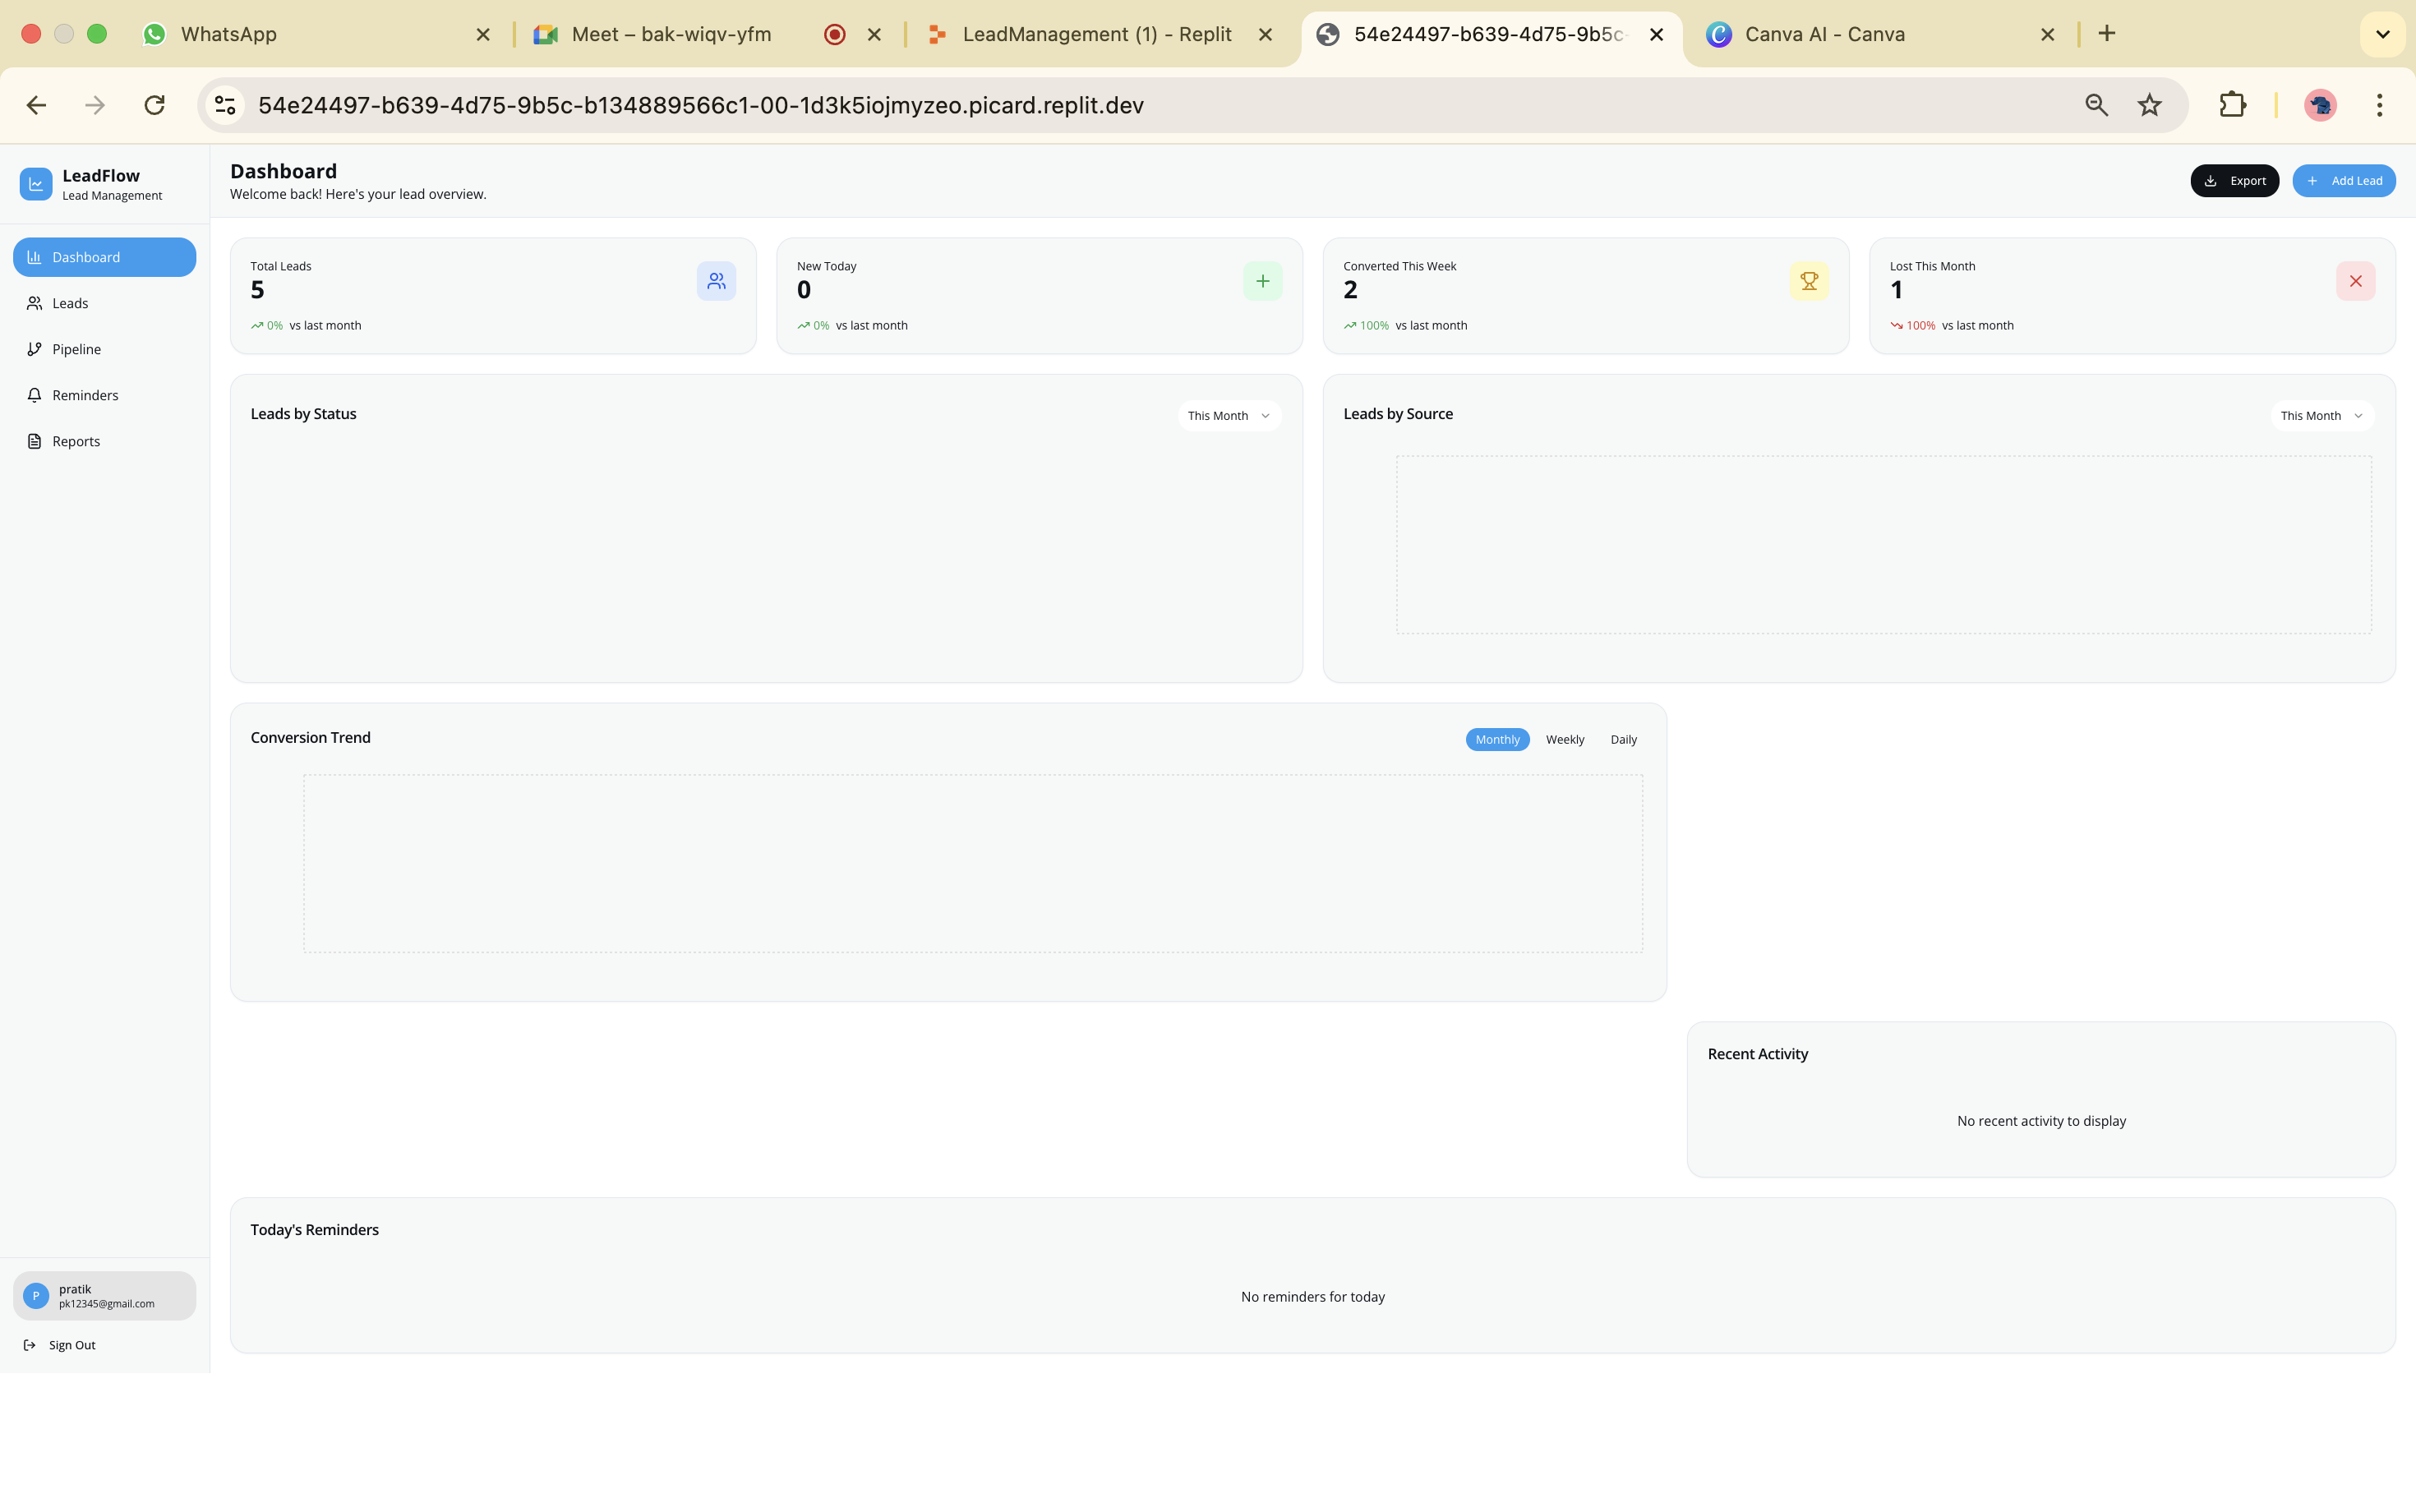 WhatsApp
Meet – bak-wiqv-yfm
LeadManagement (1) - Replit
54e24497-b639-4d75-9b5c-
Canva AI - Canva
54e24497-b639-4d75-9b5c-b134889566c1-00-1d3k5iojmyzeo.picard.replit.dev
LeadFlow
Lead Management
Dashboard
Leads
Pipeline
Reminders
Reports
P
pratik
pk12345@gmail.com
Sign Out
Dashboard
Welcome back! Here's your lead overview.
Export
Add Lead
Total Leads
5
0% vs last month
New Today
0
0% vs last month
Converted This Week
2
100% vs last month
Lost This Month
1
100% vs last month
Leads by Status
This Month
Leads by Source
This Month
Conversion Trend
Monthly
Weekly
Daily
Recent Activity
No recent activity to display
Today's Reminders
No reminders for today